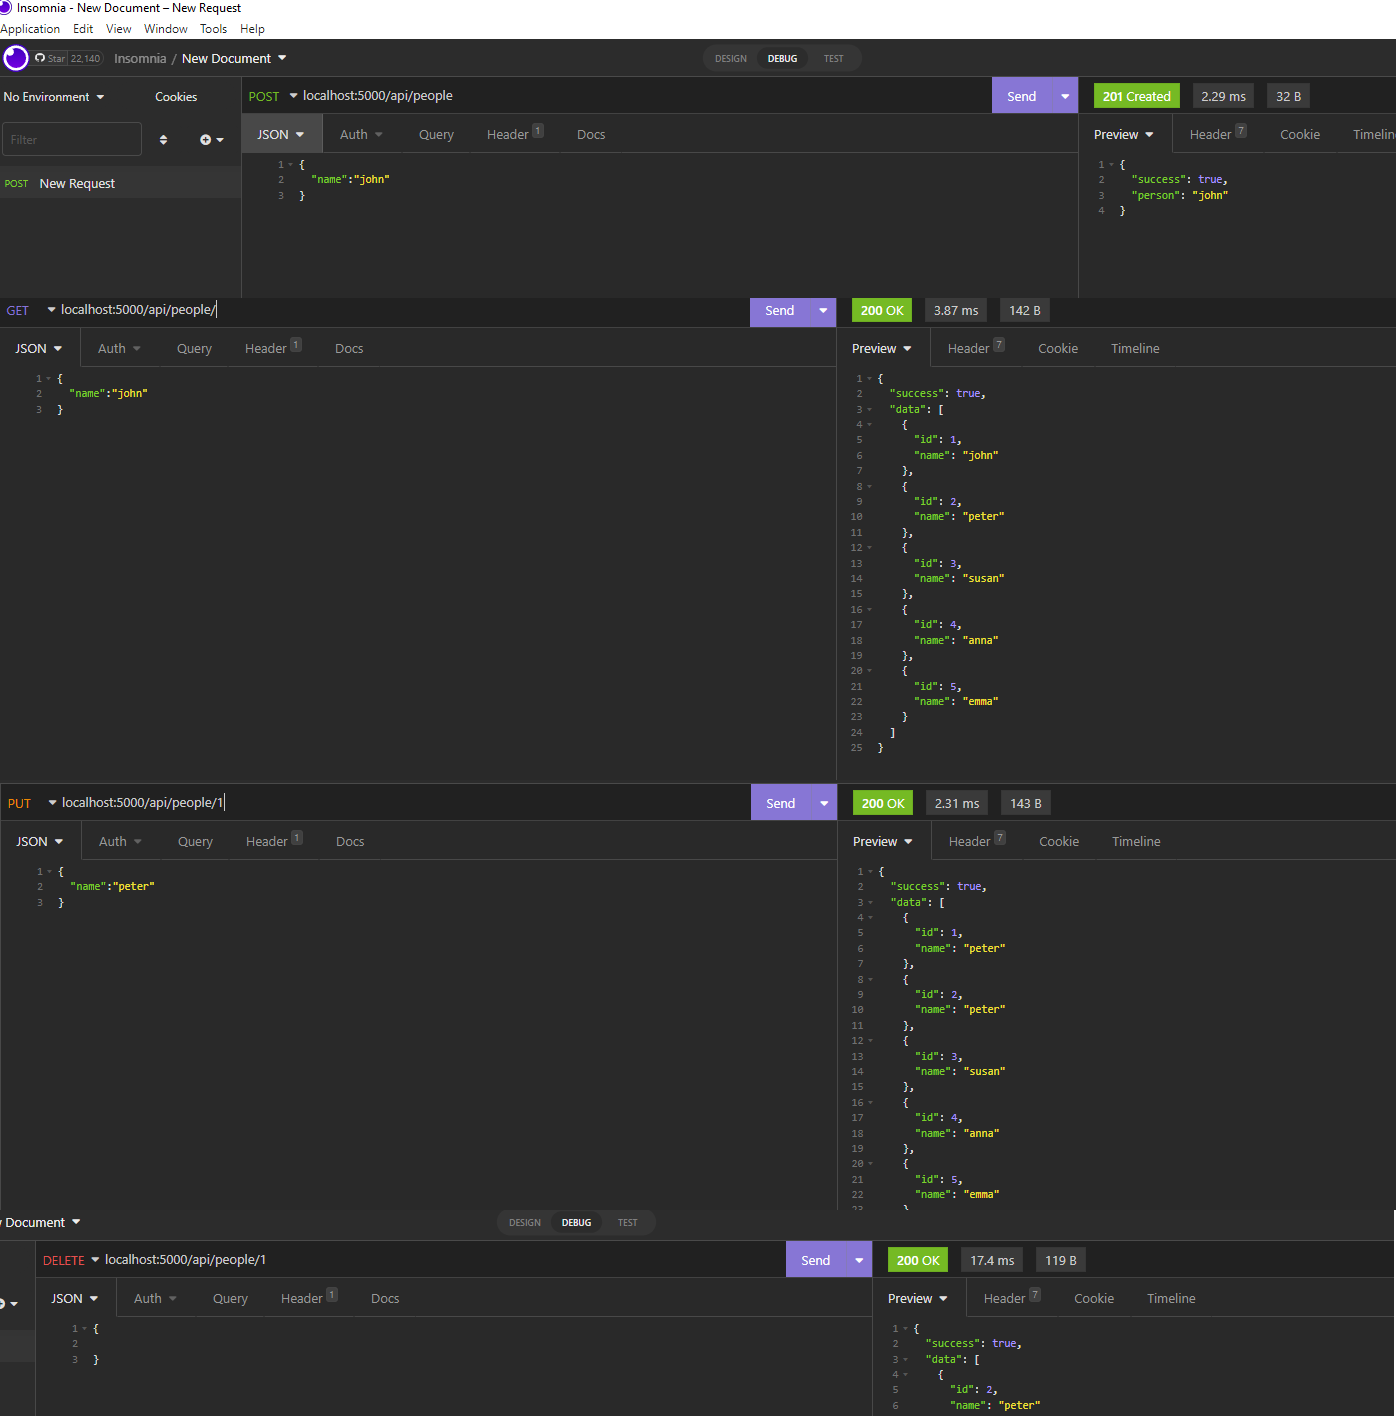 Insomnia - New Document – New Request
Application Edit View Window Tools Help
Star 22,140 Insomnia / New Document DESIGN DEBUG TEST
No Environment Cookies POST localhost:5000/api/people Send 201 Created 2.29 ms 32 B
Filter JSON Auth Query Header 1 Docs Preview Header 7 Cookie Timelin
POST New Request
1 {
2 "name":"john"
3 }
1 {
2 "success": true,
3 "person": "john"
4 }
GET localhost:5000/api/people/ Send 200 OK 3.87 ms 142 B
JSON Auth Query Header 1 Docs Preview Header 7 Cookie Timeline
1 {
2 "name":"john"
3 }
1 {
2 "success": true,
3 "data": [
4 {
5 "id": 1,
6 "name": "john"
7 },
8 {
9 "id": 2,
10 "name": "peter"
11 },
12 {
13 "id": 3,
14 "name": "susan"
15 },
16 {
17 "id": 4,
18 "name": "anna"
19 },
20 {
21 "id": 5,
22 "name": "emma"
23 }
24 ]
25 }
PUT localhost:5000/api/people/1 Send 200 OK 2.31 ms 143 B
JSON Auth Query Header 1 Docs Preview Header 7 Cookie Timeline
1 {
2 "name":"peter"
3 }
1 {
2 "success": true,
3 "data": [
4 {
5 "id": 1,
6 "name": "peter"
7 },
8 {
9 "id": 2,
10 "name": "peter"
11 },
12 {
13 "id": 3,
14 "name": "susan"
15 },
16 {
17 "id": 4,
18 "name": "anna"
19 },
20 {
21 "id": 5,
22 "name": "emma"
23 }
Document DESIGN DEBUG TEST
DELETE localhost:5000/api/people/1 Send 200 OK 17.4 ms 119 B
JSON Auth Query Header 1 Docs Preview Header 7 Cookie Timeline
1 {
2
3 }
1 {
2 "success": true,
3 "data": [
4 {
5 "id": 2,
6 "name": "peter"